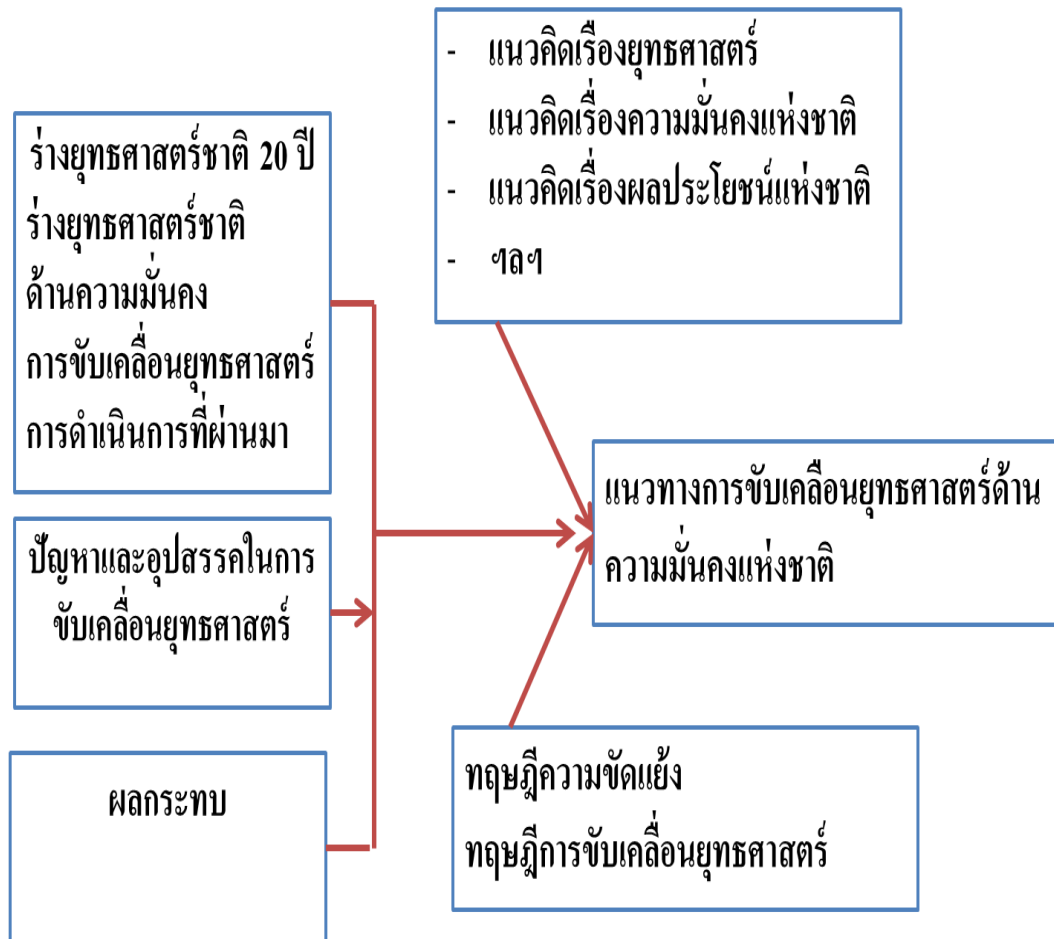 - แนวคิดเรื่องยุทธศาสตร์
- แนวคิดเรื่องความมั่นคงแห่งชาติ
- แนวคิดเรื่องผลประโยชน์แห่งชาติ
- ฯลฯ
ร่างยุทธศาสตร์ชาติ 20 ปี
ร่างยุทธศาสตร์ชาติ
ด้านความมั่นคง
การขับเคลื่อนยุทธศาสตร์
การดำเนินการที่ผ่านมา
แนวทางการขับเคลื่อนยุทธศาสตร์ด้าน
ความมั่นคงแห่งชาติ
ปัญหาและอุปสรรคในการ
ขับเคลื่อนยุทธศาสตร์
ผลกระทบ
ทฤษฎีความขัดแย้ง
ทฤษฎีการขับเคลื่อนยุทธศาสตร์